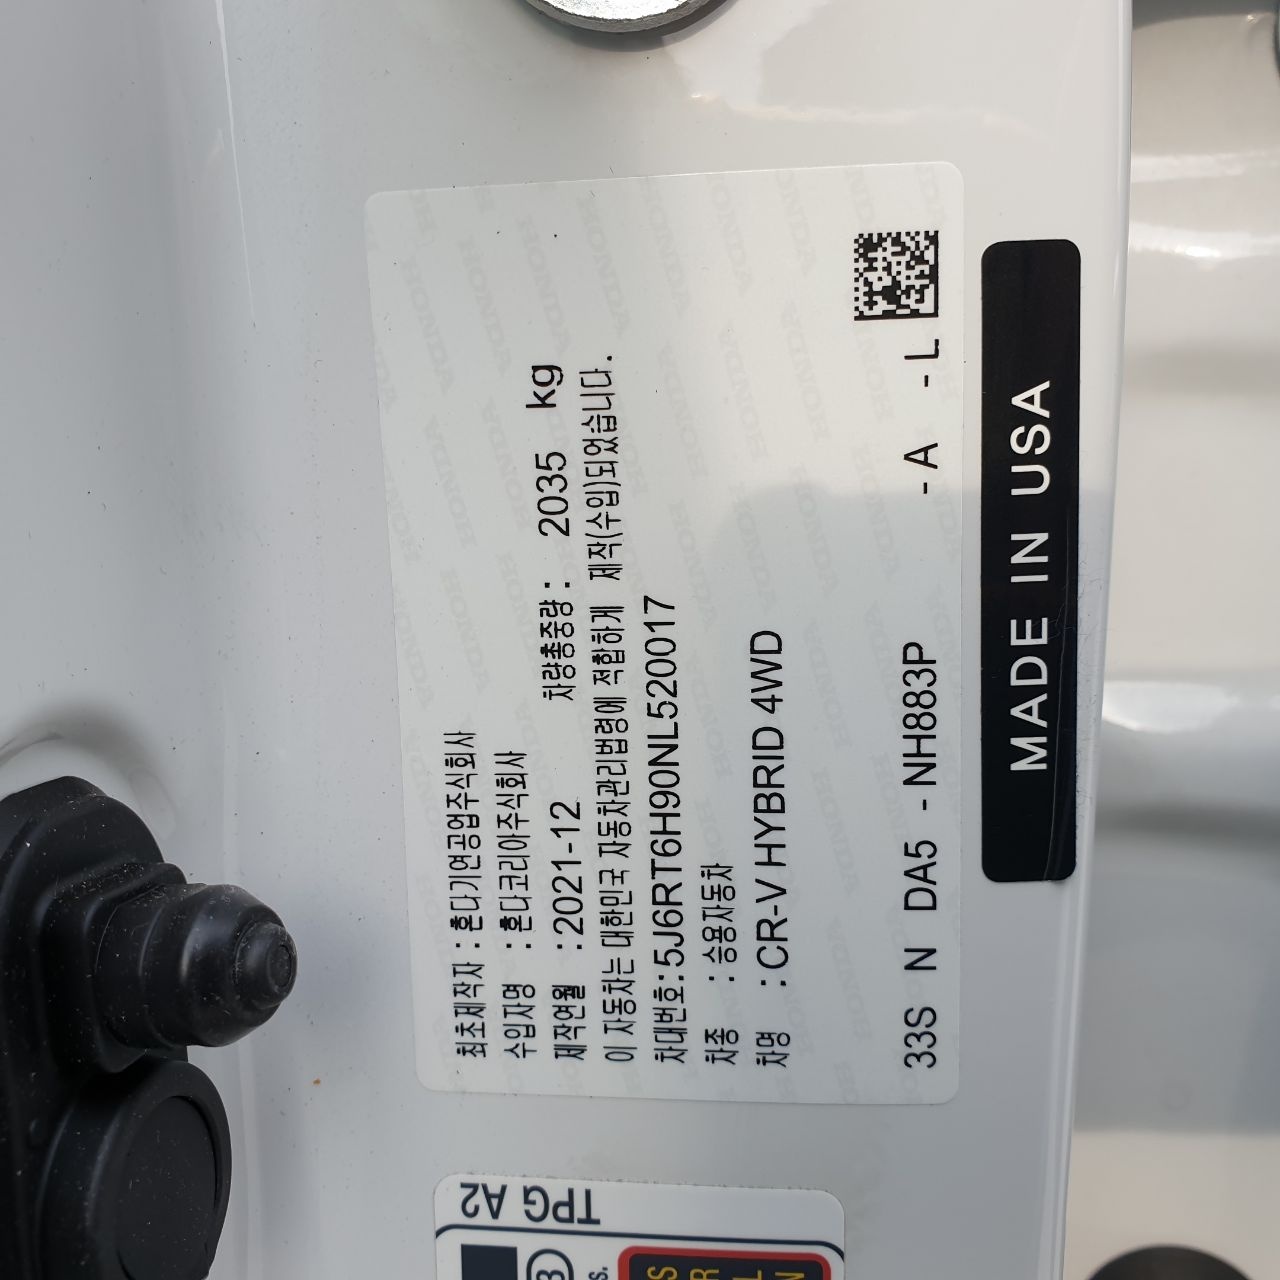 최초제작자 : 혼다기연공업주식회사
수입자명 : 혼다코리아주식회사
제작연월 : 2021-12 차량총중량 : 2035 kg
이 자동차는 대한민국 자동차관리법령에 적합하게 제작(수입)되었습니다.
차대번호 : 5J6RT6H90NL520017
차종 : 승용자동차
차명 : CR-V HYBRID 4WD
33S N DA5 - NH883P - A - L
MADE IN USA
TPG A2